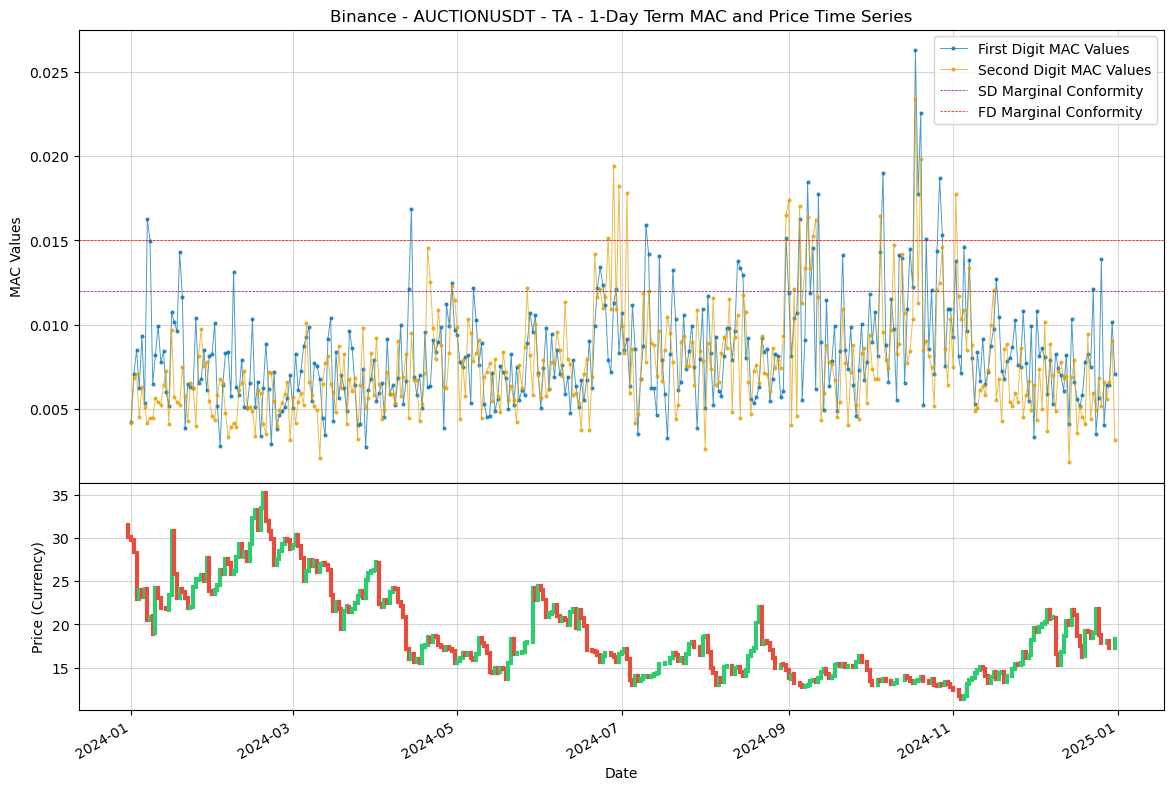 Binance - AUCTIONUSDT - TA - 1-Day Term MAC and Price Time Series
First Digit MAC Values
Second Digit MAC Values
SD Marginal Conformity
FD Marginal Conformity
MAC Values
0.025
0.020
0.015
0.010
0.005
Price (Currency)
35
30
25
20
15
2024-01
2024-03
2024-05
2024-07
2024-09
2024-11
2025-01
Date